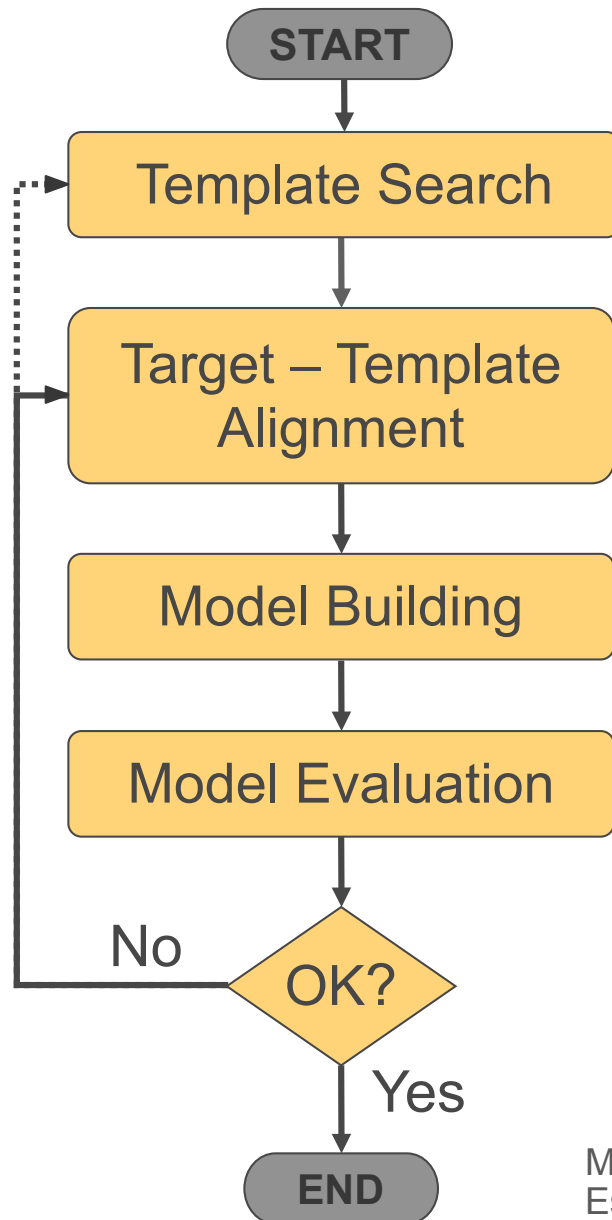 START
Template Search
Target – Template
Alignment
Model Building
Model Evaluation
No
OK?
Yes
END